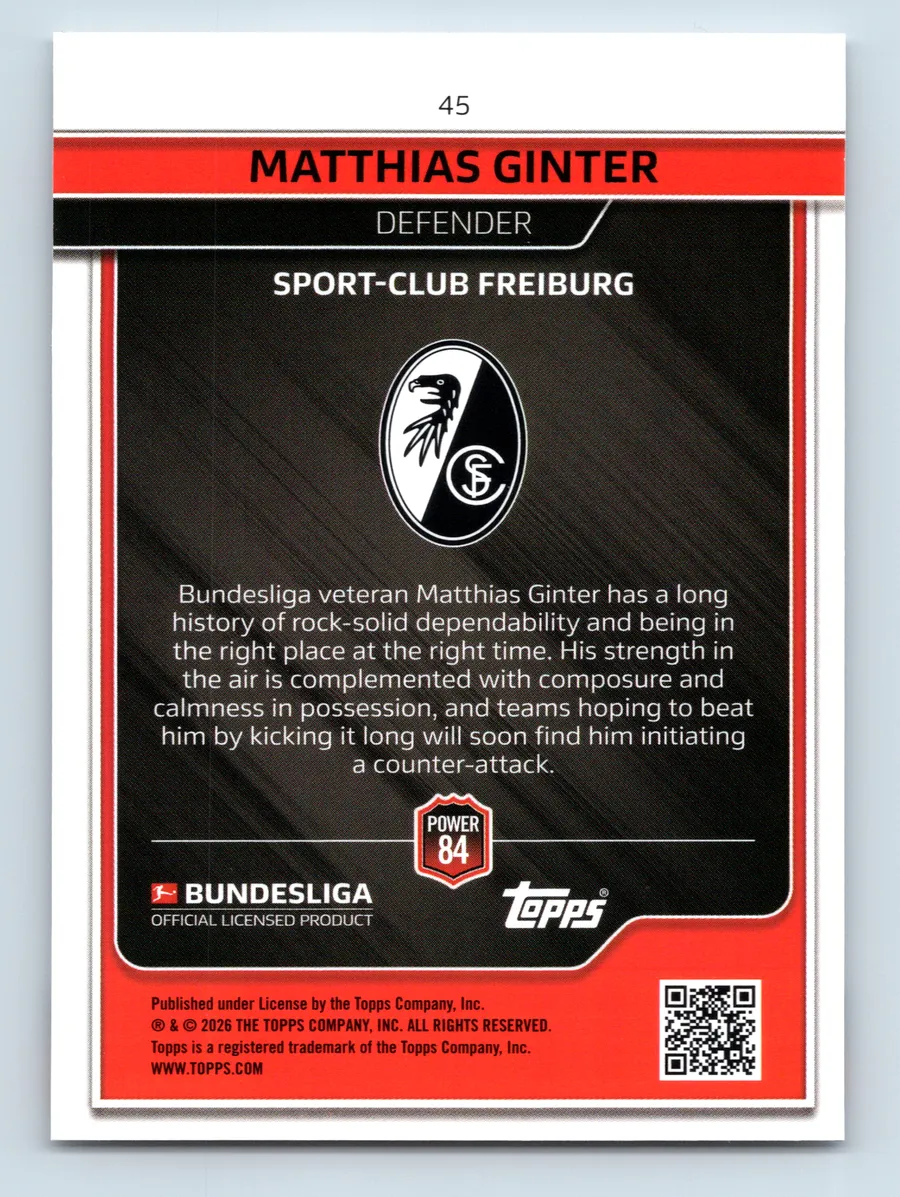 45
MATTHIAS GINTER
DEFENDER
SPORT-CLUB FREIBURG
SFC
Bundesliga veteran Matthias Ginter has a long
history of rock-solid dependability and being in
the right place at the right time. His strength in
the air is complemented with composure and
calmness in possession, and teams hoping to beat
him by kicking it long will soon find him initiating
a counter-attack.
POWER
84
BUNDESLIGA
OFFICIAL LICENSED PRODUCT
topps®
Published under License by the Topps Company, Inc.
® & © 2026 THE TOPPS COMPANY, INC. ALL RIGHTS RESERVED.
Topps is a registered trademark of the Topps Company, Inc.
WWW.TOPPS.COM